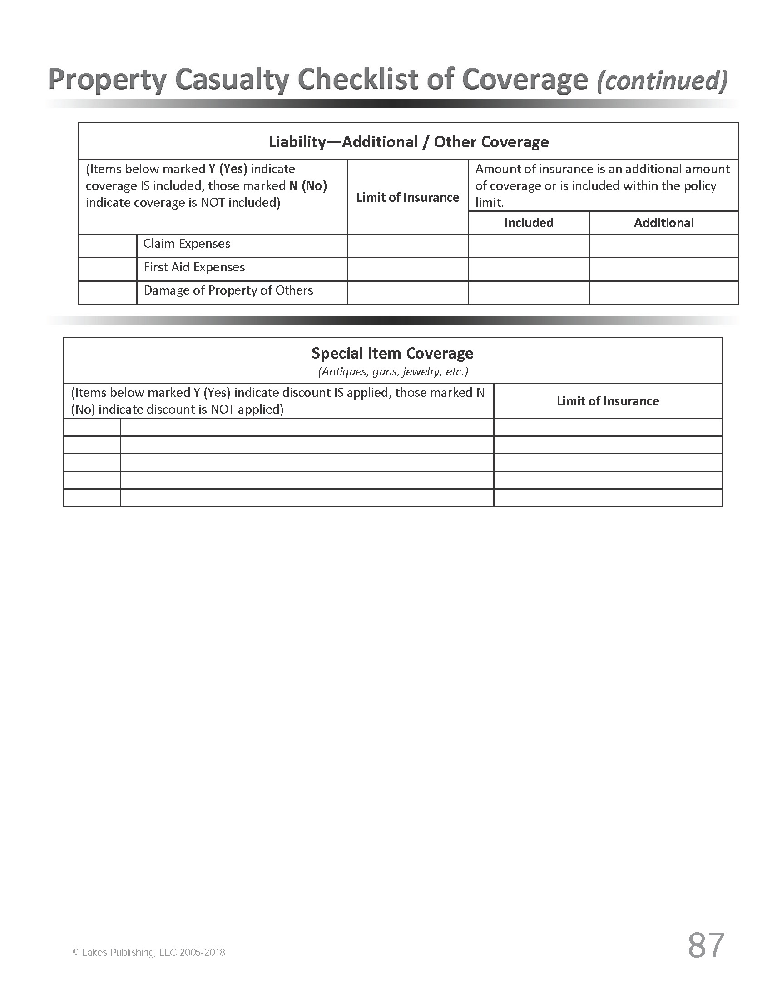 Property Casualty Checklist of Coverage (continued)
Liability—Additional / Other Coverage
(Items below marked Y (Yes) indicate
coverage IS included, those marked N (No)
indicate coverage is NOT included)
Limit of Insurance
Amount of insurance is an additional amount
of coverage or is included within the policy
limit.
Included
Additional
Claim Expenses
First Aid Expenses
Damage of Property of Others
Special Item Coverage
(Antiques, guns, jewelry, etc.)
(Items below marked Y (Yes) indicate discount IS applied, those marked N
(No) indicate discount is NOT applied)
Limit of Insurance
© Lakes Publishing, LLC 2005-2018
87